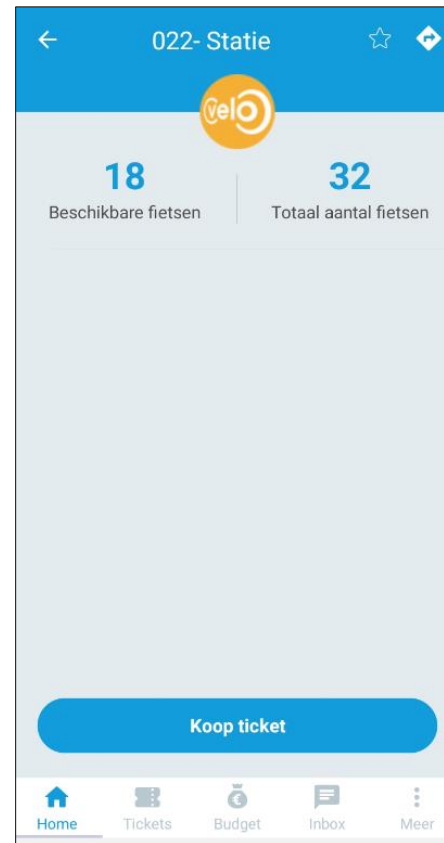 022- Statie
velo
18
32
Beschikbare fietsen
Totaal aantal fietsen
Koop ticket
Home
Tickets
Budget
Inbox
Meer